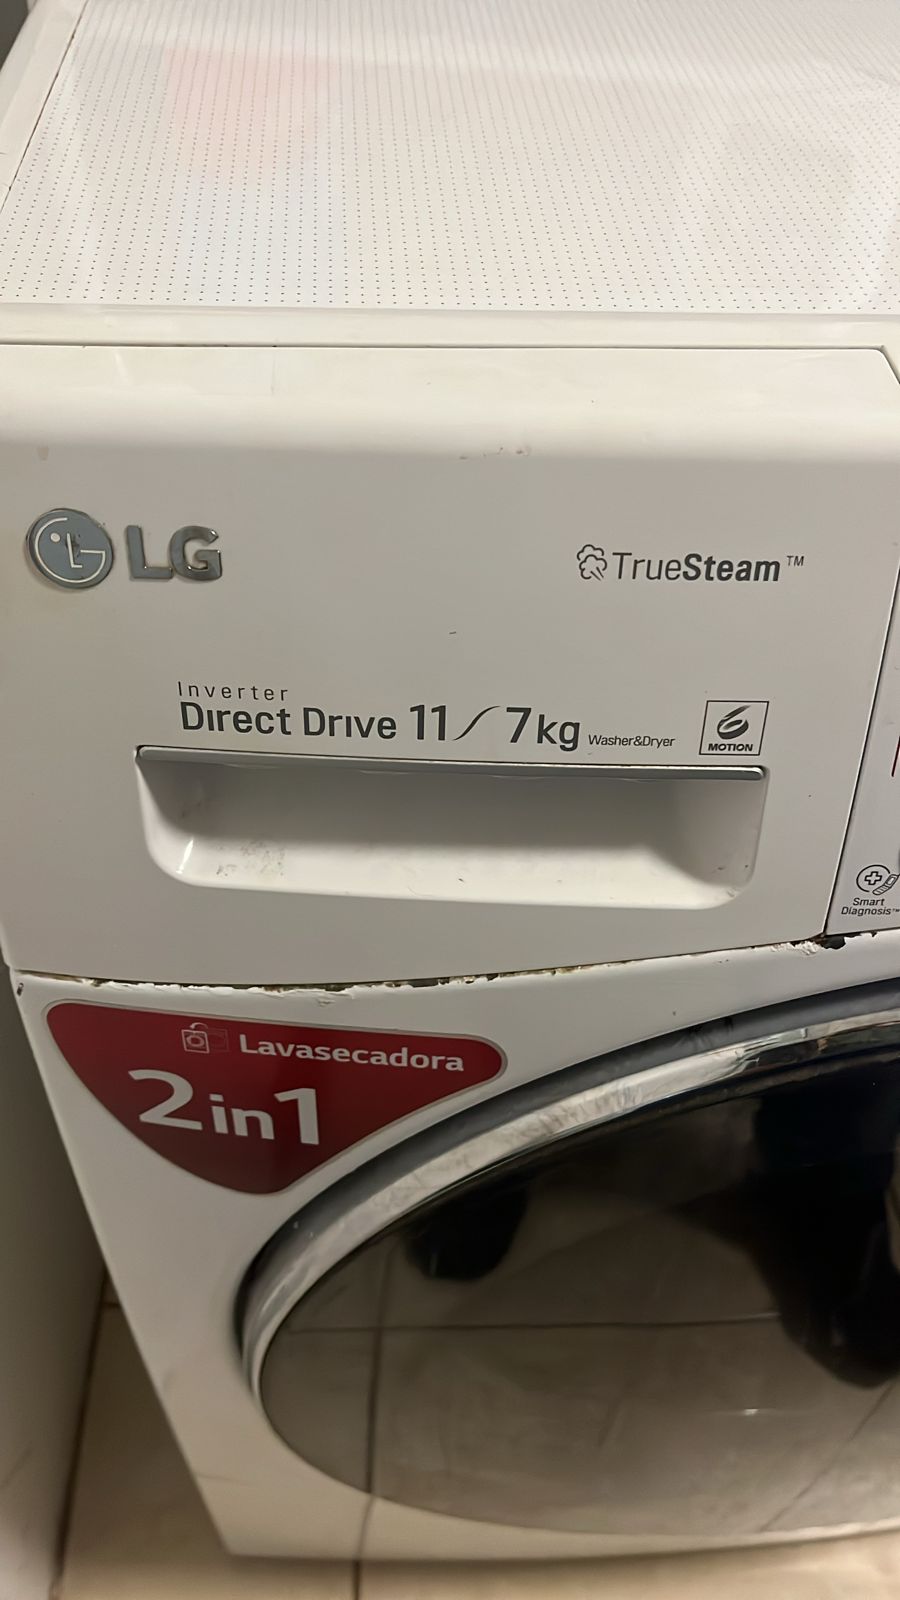 LG
TrueSteam™
Inverter
Direct Drive 11/7kg Washer&Dryer
6 MOTION
Smart
Diagnosis™
Lavasecadora
2in1